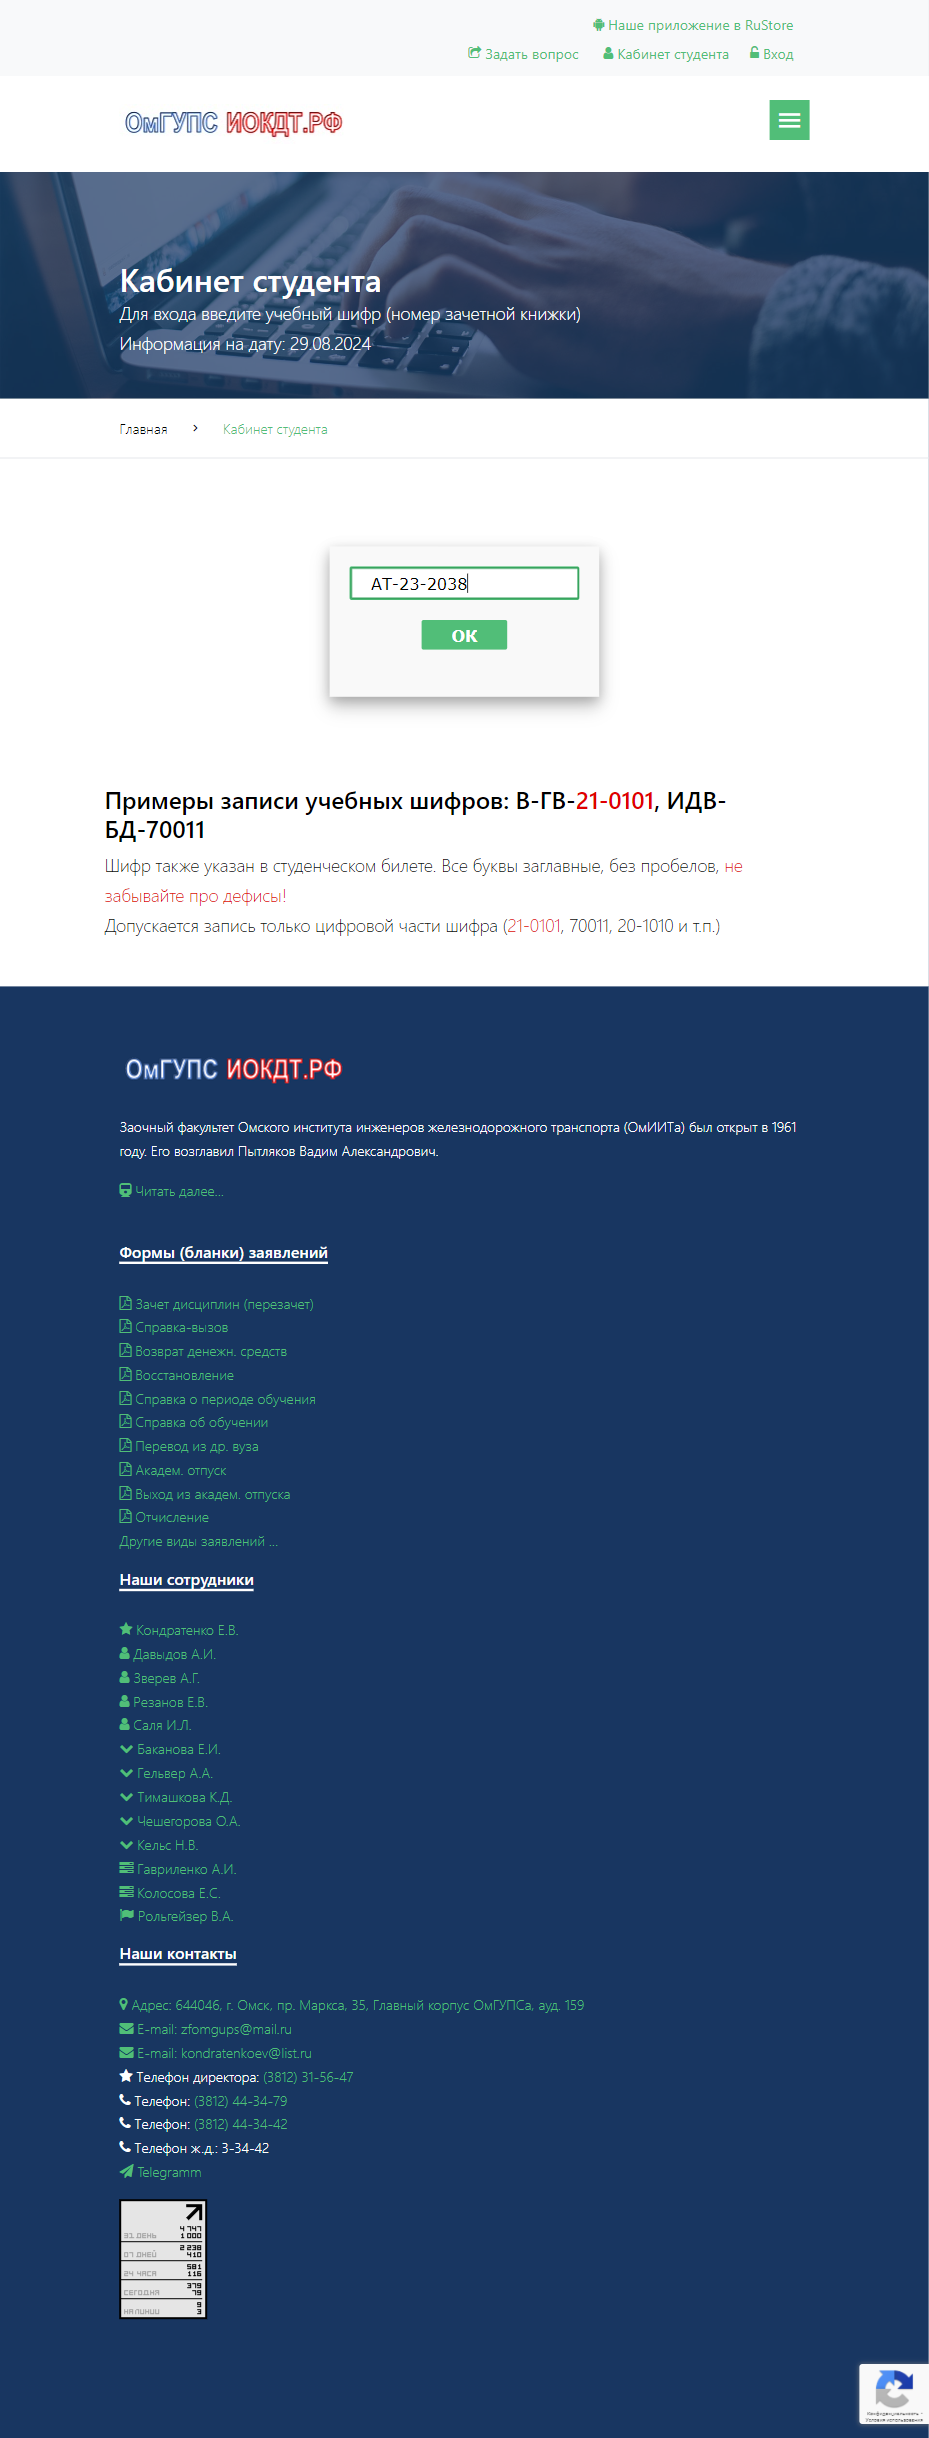 Наше приложение в RuStore
Задать вопрос Кабинет студента Вход
ОмГУПС ИОКДТ.РФ
Кабинет студента
Для входа введите учебный шифр (номер зачетной книжки)
Информация на дату: 29.08.2024
Главная > Кабинет студента
АТ-23-2038
ОК
Примеры записи учебных шифров: В-ГВ-21-0101, ИДВ-
БД-70011
Шифр также указан в студенческом билете. Все буквы заглавные, без пробелов, не
забывайте про дефисы!
Допускается запись только цифровой части шифра (21-0101, 70011, 20-1010 и т.п.)
ОмГУПС ИОКДТ.РФ
Заочный факультет Омского института инженеров железнодорожного транспорта (ОмИИТа) был открыт в 1961
году. Его возглавил Пытляков Вадим Александрович.
Читать далее...
Формы (бланки) заявлений
Зачет дисциплин (перезачет)
Справка-вызов
Возврат денежн. средств
Восстановление
Справка о периоде обучения
Справка об обучении
Перевод из др. вуза
Академ. отпуск
Выход из академ. отпуска
Отчисление
Другие виды заявлений ...
Наши сотрудники
Кондратенко Е.В.
Давыдов А.И.
Зверев А.Г.
Резанов Е.В.
Саля И.Л.
Баканова Е.И.
Гельвер А.А.
Тимашкова К.Д.
Чешегорова О.А.
Кельс Н.В.
Гавриленко А.И.
Колосова Е.С.
Рольгейзер В.А.
Наши контакты
Адрес: 644046, г. Омск, пр. Маркса, 35, Главный корпус ОмГУПСа, ауд. 159
E-mail: zfomgups@mail.ru
E-mail: kondratenkoev@list.ru
Телефон директора: (3812) 31-56-47
Телефон: (3812) 44-34-79
Телефон: (3812) 44-34-42
Телефон ж.д.: 3-34-42
Telegramm
4 747
31 ДЕНЬ 1 000
2 238
07 ДНЕЙ 410
581
24 ЧАСА 116
379
СЕГОДНЯ 79
9
НА ЛИНИИ 3
Конфиденциальность -
Условия использования